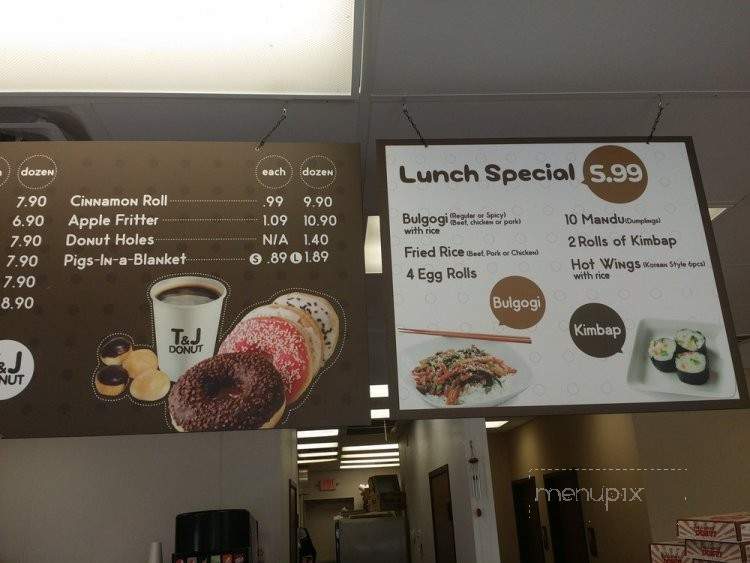 each dozen
dozen
7.90 Cinnamon Roll .99 9.90
6.90 Apple Fritter 1.09 10.90
7.90 Donut Holes N/A 1.40
7.90 Pigs-In-a-Blanket S .89 L 1.89
7.90
8.90
T&J
DONUT
&J
NUT
Lunch Special 5.99
Bulgogi (Regular or Spicy)
(Beef, chicken or pork)
with rice
Fried Rice (Beef, Pork or Chicken)
4 Egg Rolls
10 Mandu (Dumplings)
2 Rolls of Kimbap
Hot Wings (Korean Style 6pcs)
with rice
Bulgogi
Kimbap
EXIT
menupix
DONUT